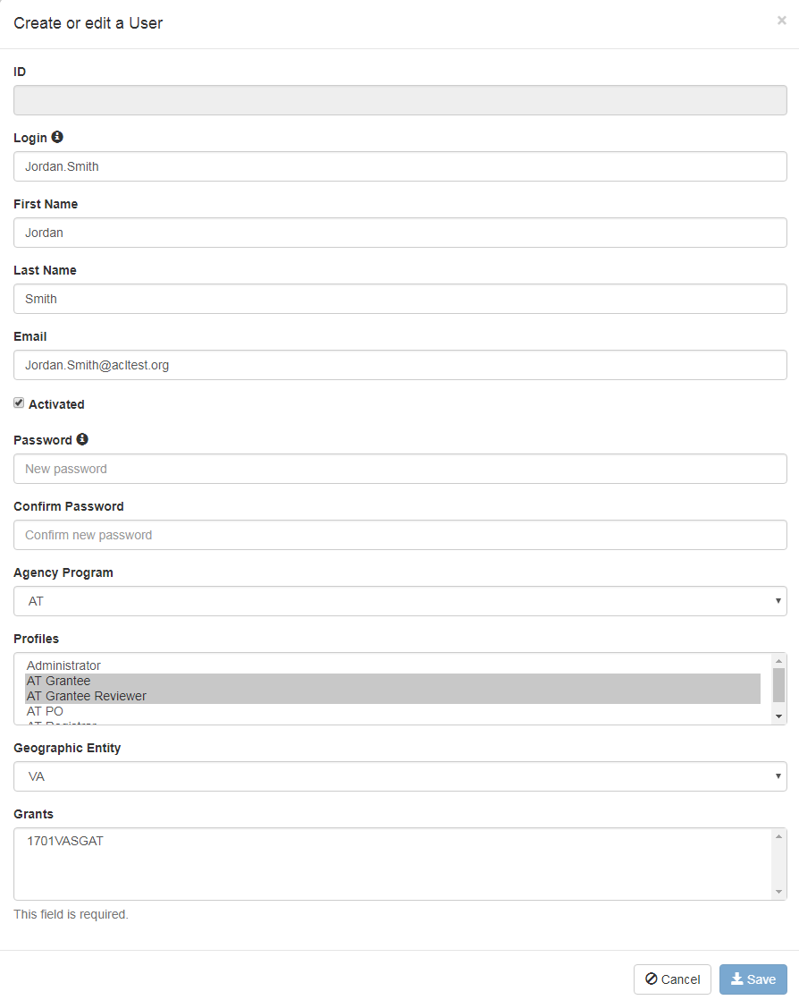 Create or edit a User
×
ID
Login
Jordan.Smith
First Name
Jordan
Last Name
Smith
Email
Jordan.Smith@acltest.org
Activated
Password
New password
Confirm Password
Confirm new password
Agency Program
AT
Profiles
Administrator
AT Grantee
AT Grantee Reviewer
AT PO
AT Registrar
Geographic Entity
VA
Grants
1701VASGAT
This field is required.
Cancel
Save